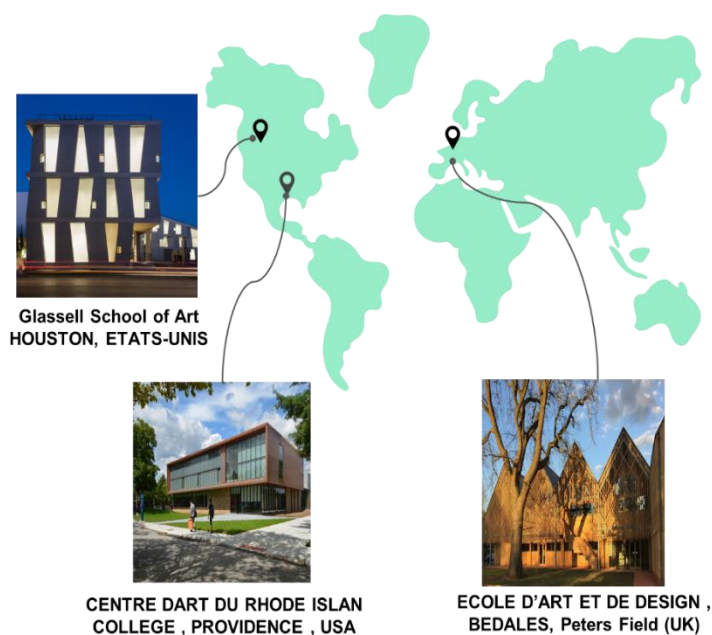 Glassell School of Art
HOUSTON, ETATS-UNIS
CENTRE DART DU RHODE ISLAN
COLLEGE , PROVIDENCE , USA
ECOLE D'ART ET DE DESIGN ,
BEDALES, Peters Field (UK)